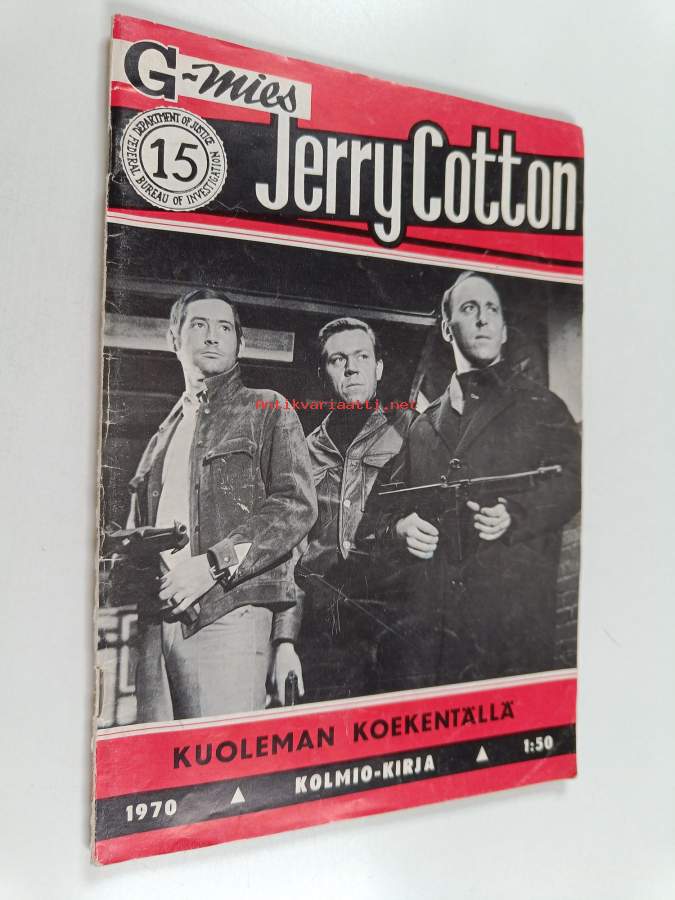 G-mies
DEPARTMENT OF JUSTICE
15
FEDERAL BUREAU OF INVESTIGATION
Jerry Cotton
Antikvariaatti.net
KUOLEMAN KOEKENTÄLLÄ
1970 ▲ KOLMIO-KIRJA ▲ 1:50